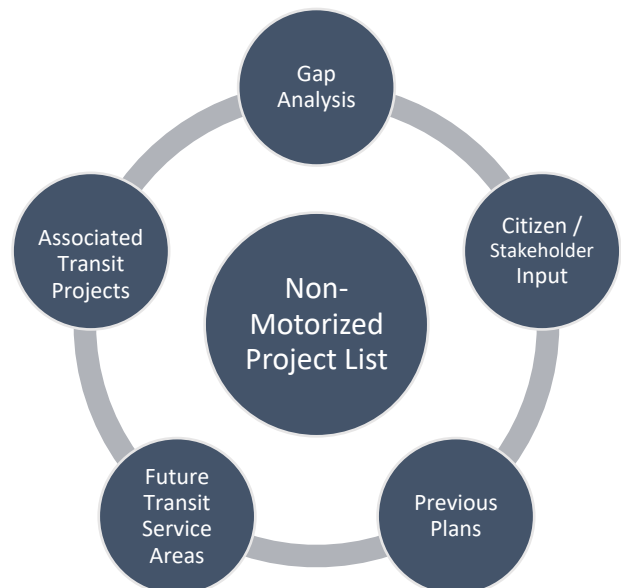 Gap
Analysis
Citizen /
Stakeholder
Input
Previous
Plans
Future
Transit
Service
Areas
Associated
Transit
Projects
Non-
Motorized
Project List